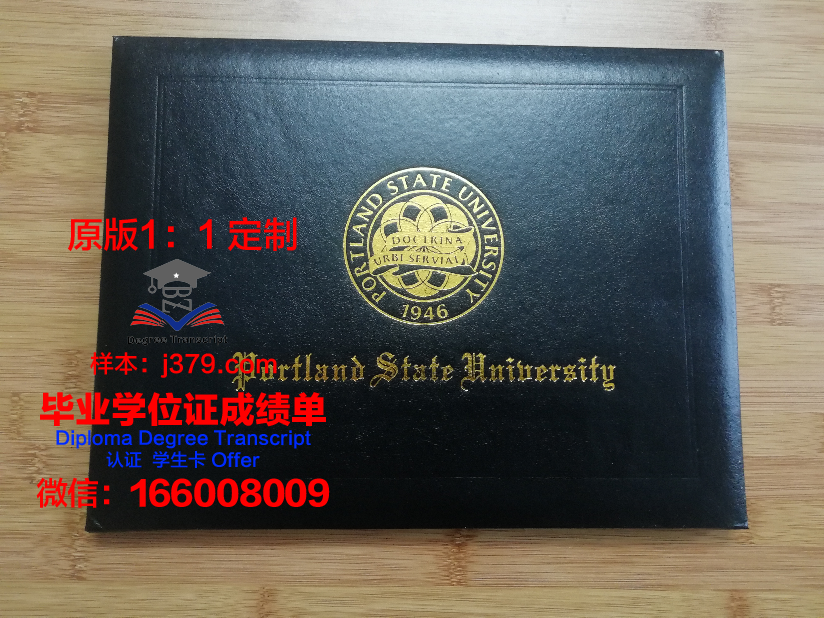 PORTLAND STATE UNIVERSITY
DOCTRINA
URBI SERVIAT
1946
原版1：1 定制
BZ
Degree Transcript
样本：j379.com
Portland State University
毕业学位证成绩单
Diploma Degree Transcript
认证 学生卡 Offer
微信：166008009